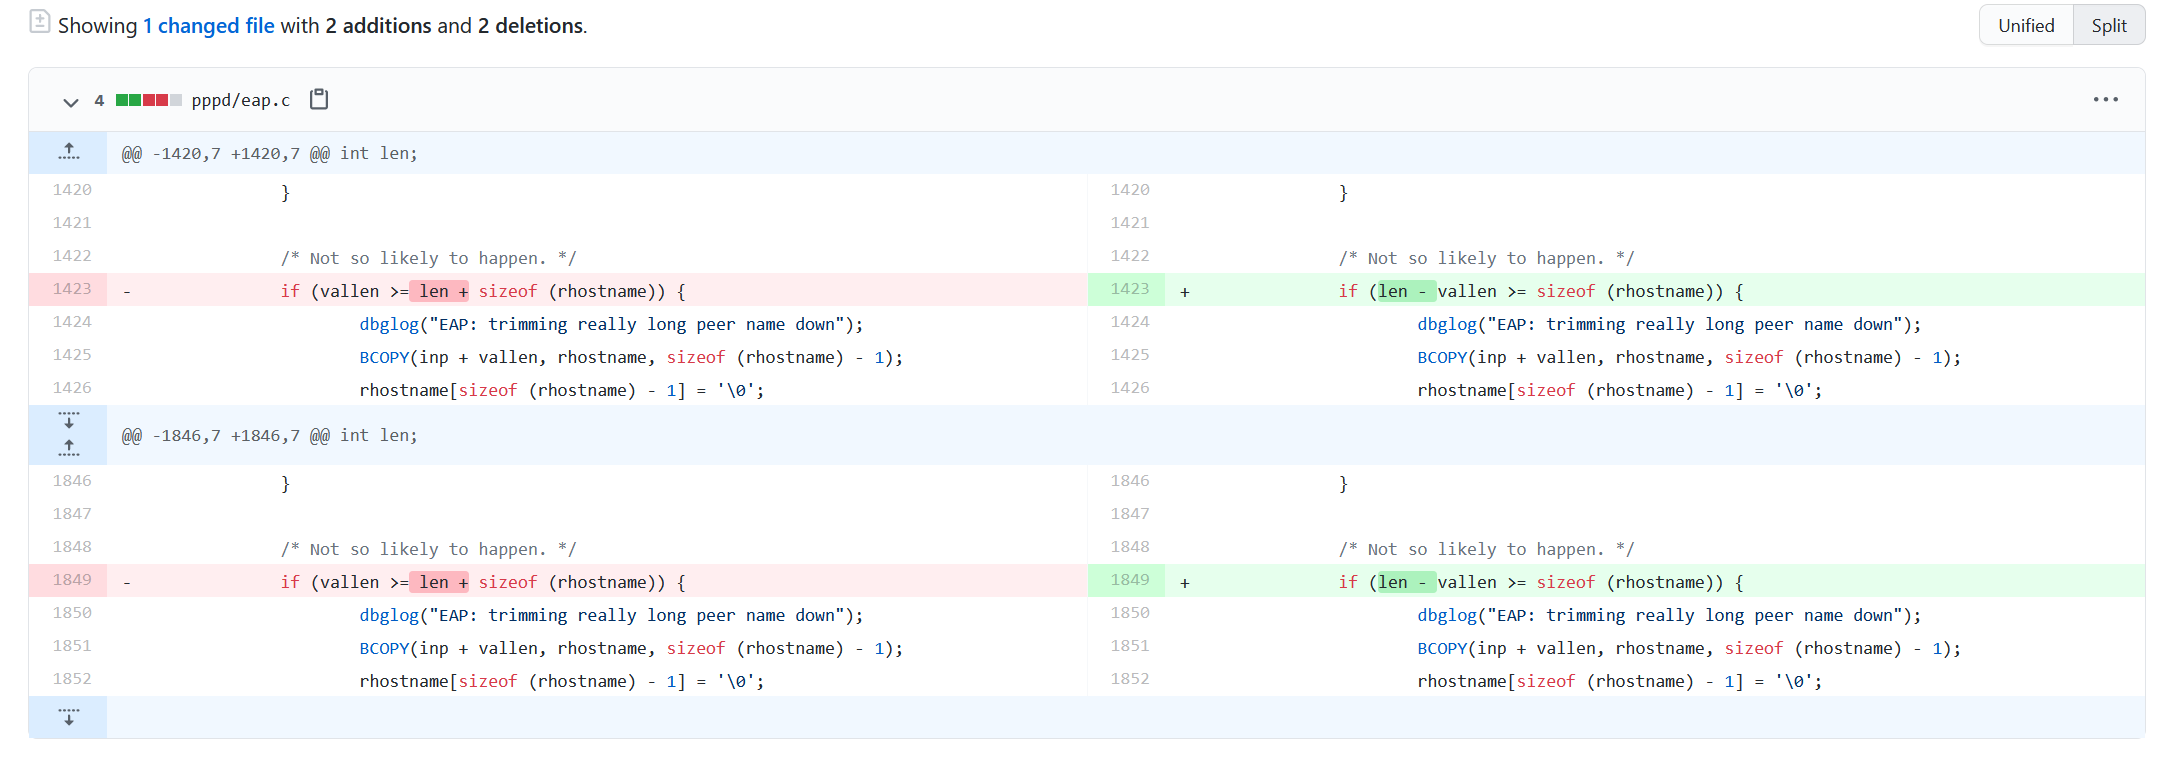 Showing 1 changed file with 2 additions and 2 deletions.
Unified Split
4 pppd/eap.c
@@ -1420,7 +1420,7 @@ int len;
1420 } 1420 }
1421 1421
1422 /* Not so likely to happen. */ 1422 /* Not so likely to happen. */
1423 - if (vallen >= len + sizeof (rhostname)) { 1423 + if (len - vallen >= sizeof (rhostname)) {
1424 dbglog("EAP: trimming really long peer name down"); 1424 dbglog("EAP: trimming really long peer name down");
1425 BCOPY(inp + vallen, rhostname, sizeof (rhostname) - 1); 1425 BCOPY(inp + vallen, rhostname, sizeof (rhostname) - 1);
1426 rhostname[sizeof (rhostname) - 1] = '\0'; 1426 rhostname[sizeof (rhostname) - 1] = '\0';
@@ -1846,7 +1846,7 @@ int len;
1846 } 1846 }
1847 1847
1848 /* Not so likely to happen. */ 1848 /* Not so likely to happen. */
1849 - if (vallen >= len + sizeof (rhostname)) { 1849 + if (len - vallen >= sizeof (rhostname)) {
1850 dbglog("EAP: trimming really long peer name down"); 1850 dbglog("EAP: trimming really long peer name down");
1851 BCOPY(inp + vallen, rhostname, sizeof (rhostname) - 1); 1851 BCOPY(inp + vallen, rhostname, sizeof (rhostname) - 1);
1852 rhostname[sizeof (rhostname) - 1] = '\0'; 1852 rhostname[sizeof (rhostname) - 1] = '\0';